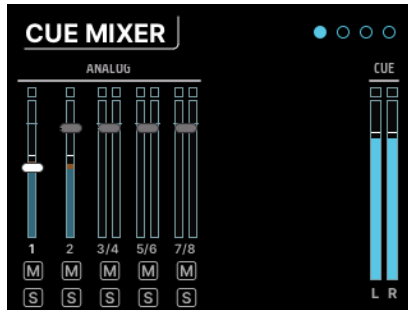 CUE MIXER
ANALOG CUE
1 2 3/4 5/6 7/8
M M M M M
S S S S S L R